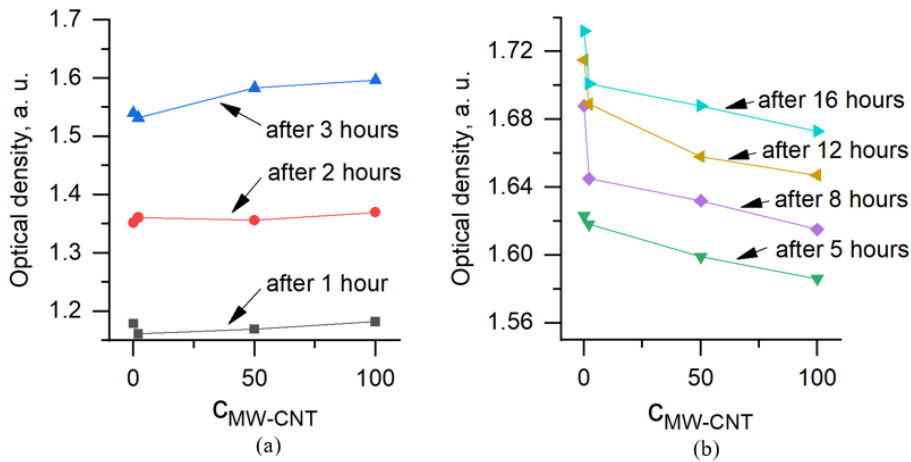 1.7
1.6
1.5
1.4
1.3
1.2
Optical density, a. u.
after 3 hours
after 2 hours
after 1 hour
0
50
100
cMW-CNT
(a)
1.72
1.68
1.64
1.60
1.56
Optical density, a. u.
after 16 hours
after 12 hours
after 8 hours
after 5 hours
0
50
100
cMW-CNT
(b)